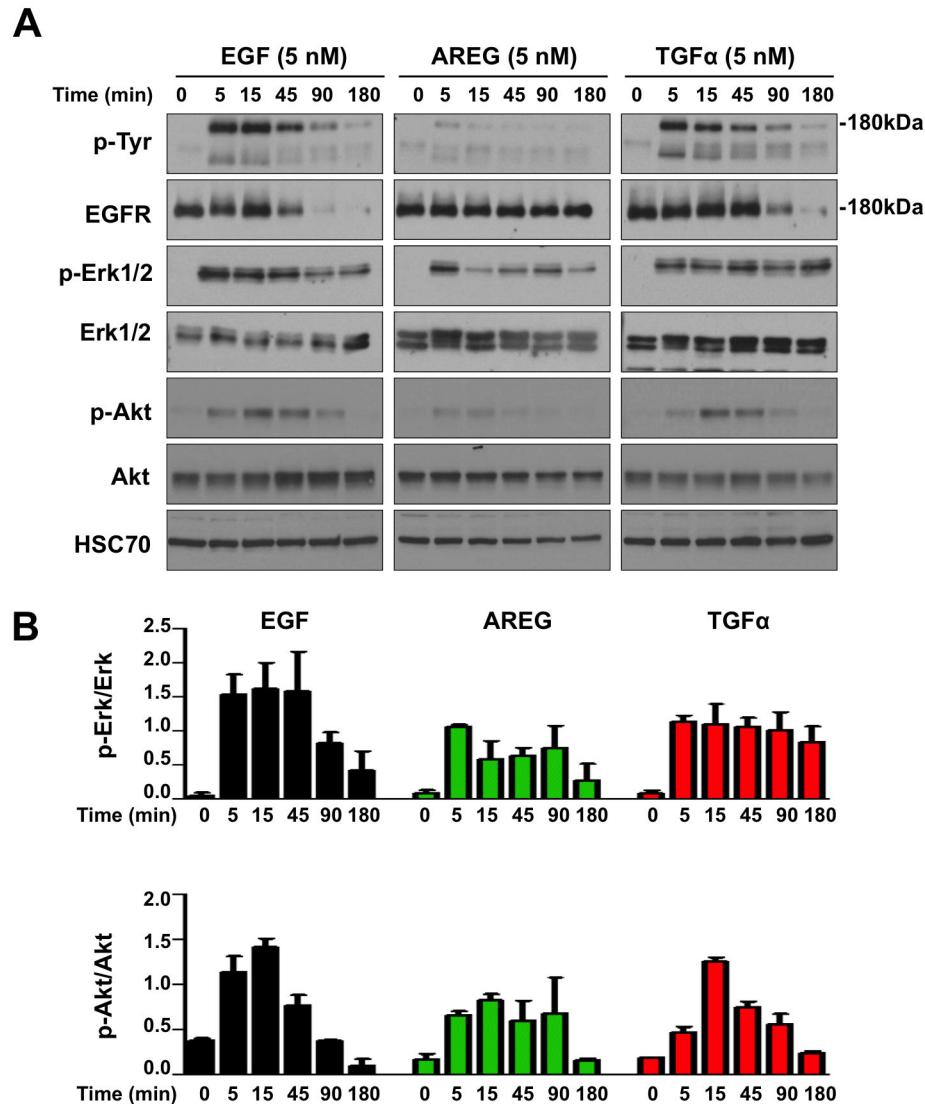 A
EGF (5 nM) AREG (5 nM) TGFα (5 nM)
Time (min) 0 5 15 45 90 180 0 5 15 45 90 180 0 5 15 45 90 180
p-Tyr -180kDa
EGFR -180kDa
p-Erk1/2
Erk1/2
p-Akt
Akt
HSC70
B
EGF AREG TGFα
p-Erk/Erk
2.5
2.0
1.5
1.0
0.5
0.0
Time (min) 0 5 15 45 90 180 0 5 15 45 90 180 0 5 15 45 90 180
p-Akt/Akt
2.0
1.5
1.0
0.5
0.0
Time (min) 0 5 15 45 90 180 0 5 15 45 90 180 0 5 15 45 90 180